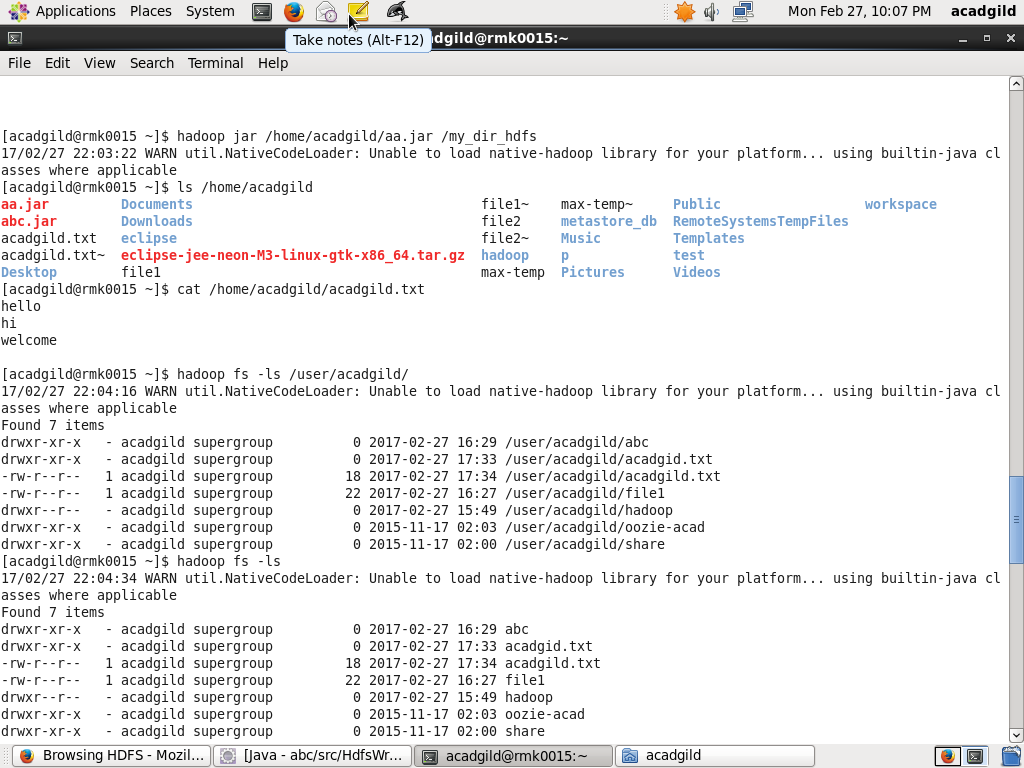 Applications Places System Mon Feb 27, 10:07 PM acadgild
Take notes (Alt-F12)
adgild@rmk0015:~
File Edit View Search Terminal Help
[acadgild@rmk0015 ~]$ hadoop jar /home/acadgild/aa.jar /my_dir_hdfs
17/02/27 22:03:22 WARN util.NativeCodeLoader: Unable to load native-hadoop library for your platform... using builtin-java cl
asses where applicable
[acadgild@rmk0015 ~]$ ls /home/acadgild
aa.jar Documents file1~ max-temp~ Public workspace
abc.jar Downloads file2 metastore_db RemoteSystemsTempFiles
acadgild.txt eclipse file2~ Music Templates
acadgild.txt~ eclipse-jee-neon-M3-linux-gtk-x86_64.tar.gz hadoop p test
Desktop file1 max-temp Pictures Videos
[acadgild@rmk0015 ~]$ cat /home/acadgild/acadgild.txt
hello
hi
welcome
[acadgild@rmk0015 ~]$ hadoop fs -ls /user/acadgild/
17/02/27 22:04:16 WARN util.NativeCodeLoader: Unable to load native-hadoop library for your platform... using builtin-java cl
asses where applicable
Found 7 items
drwxr-xr-x - acadgild supergroup 0 2017-02-27 16:29 /user/acadgild/abc
drwxr-xr-x - acadgild supergroup 0 2017-02-27 17:33 /user/acadgild/acadgid.txt
-rw-r--r-- 1 acadgild supergroup 18 2017-02-27 17:34 /user/acadgild/acadgild.txt
-rw-r--r-- 1 acadgild supergroup 22 2017-02-27 16:27 /user/acadgild/file1
drwxr--r-- - acadgild supergroup 0 2017-02-27 15:49 /user/acadgild/hadoop
drwxr-xr-x - acadgild supergroup 0 2015-11-17 02:03 /user/acadgild/oozie-acad
drwxr-xr-x - acadgild supergroup 0 2015-11-17 02:00 /user/acadgild/share
[acadgild@rmk0015 ~]$ hadoop fs -ls
17/02/27 22:04:34 WARN util.NativeCodeLoader: Unable to load native-hadoop library for your platform... using builtin-java cl
asses where applicable
Found 7 items
drwxr-xr-x - acadgild supergroup 0 2017-02-27 16:29 abc
drwxr-xr-x - acadgild supergroup 0 2017-02-27 17:33 acadgid.txt
-rw-r--r-- 1 acadgild supergroup 18 2017-02-27 17:34 acadgild.txt
-rw-r--r-- 1 acadgild supergroup 22 2017-02-27 16:27 file1
drwxr--r-- - acadgild supergroup 0 2017-02-27 15:49 hadoop
drwxr-xr-x - acadgild supergroup 0 2015-11-17 02:03 oozie-acad
drwxr-xr-x - acadgild supergroup 0 2015-11-17 02:00 share
Browsing HDFS - Mozil... [Java - abc/src/HdfsWr... acadgild@rmk0015:~ acadgild